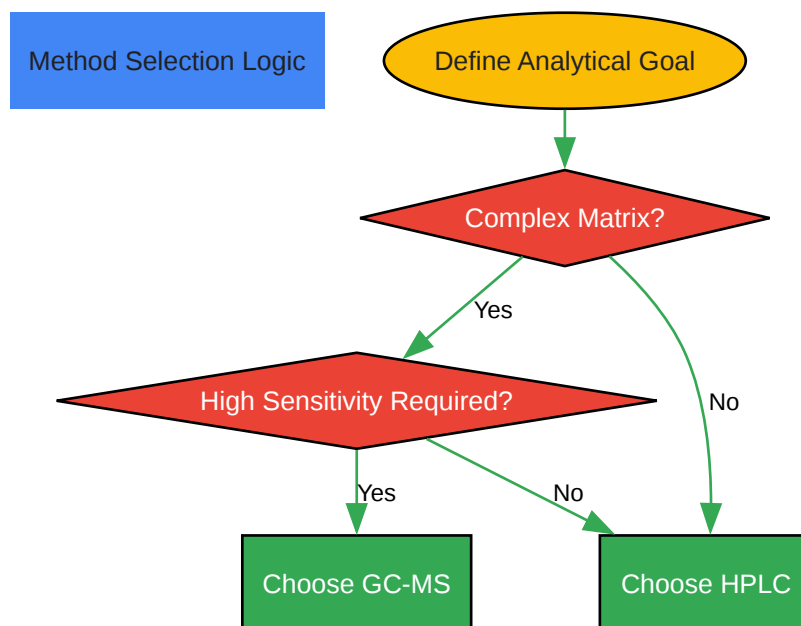 Method Selection Logic
Define Analytical Goal
Complex Matrix?
Yes
High Sensitivity Required?
No
Yes
No
Choose GC-MS
Choose HPLC